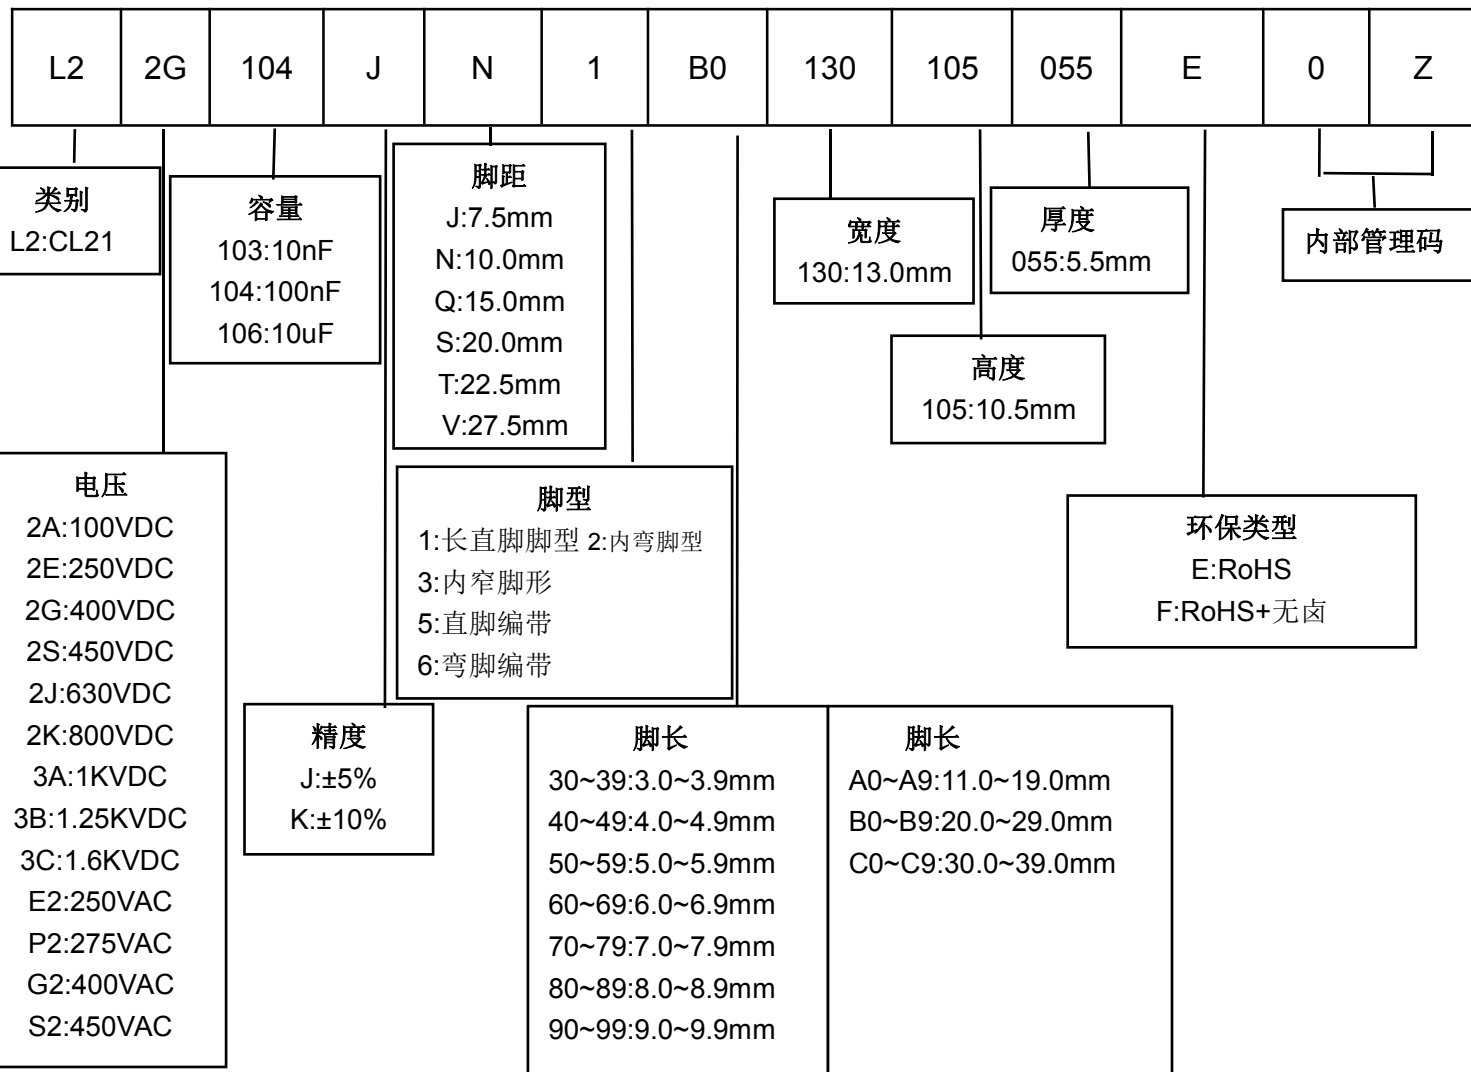 L2 2G 104 J N 1 B0 130 105 055 E 0 Z
类别
L2:CL21
容量
103:10nF
104:100nF
106:10uF
脚距
J:7.5mm
N:10.0mm
Q:15.0mm
S:20.0mm
T:22.5mm
V:27.5mm
宽度
130:13.0mm
厚度
055:5.5mm
内部管理码
高度
105:10.5mm
电压
2A:100VDC
2E:250VDC
2G:400VDC
2S:450VDC
2J:630VDC
2K:800VDC
3A:1KVDC
3B:1.25KVDC
3C:1.6KVDC
E2:250VAC
P2:275VAC
G2:400VAC
S2:450VAC
脚型
1:长直脚脚型 2:内弯脚型
3:内窄脚形
5:直脚编带
6:弯脚编带
环保类型
E:RoHS
F:RoHS+无卤
精度
J:±5%
K:±10%
脚长
30~39:3.0~3.9mm
40~49:4.0~4.9mm
50~59:5.0~5.9mm
60~69:6.0~6.9mm
70~79:7.0~7.9mm
80~89:8.0~8.9mm
90~99:9.0~9.9mm
脚长
A0~A9:11.0~19.0mm
B0~B9:20.0~29.0mm
C0~C9:30.0~39.0mm